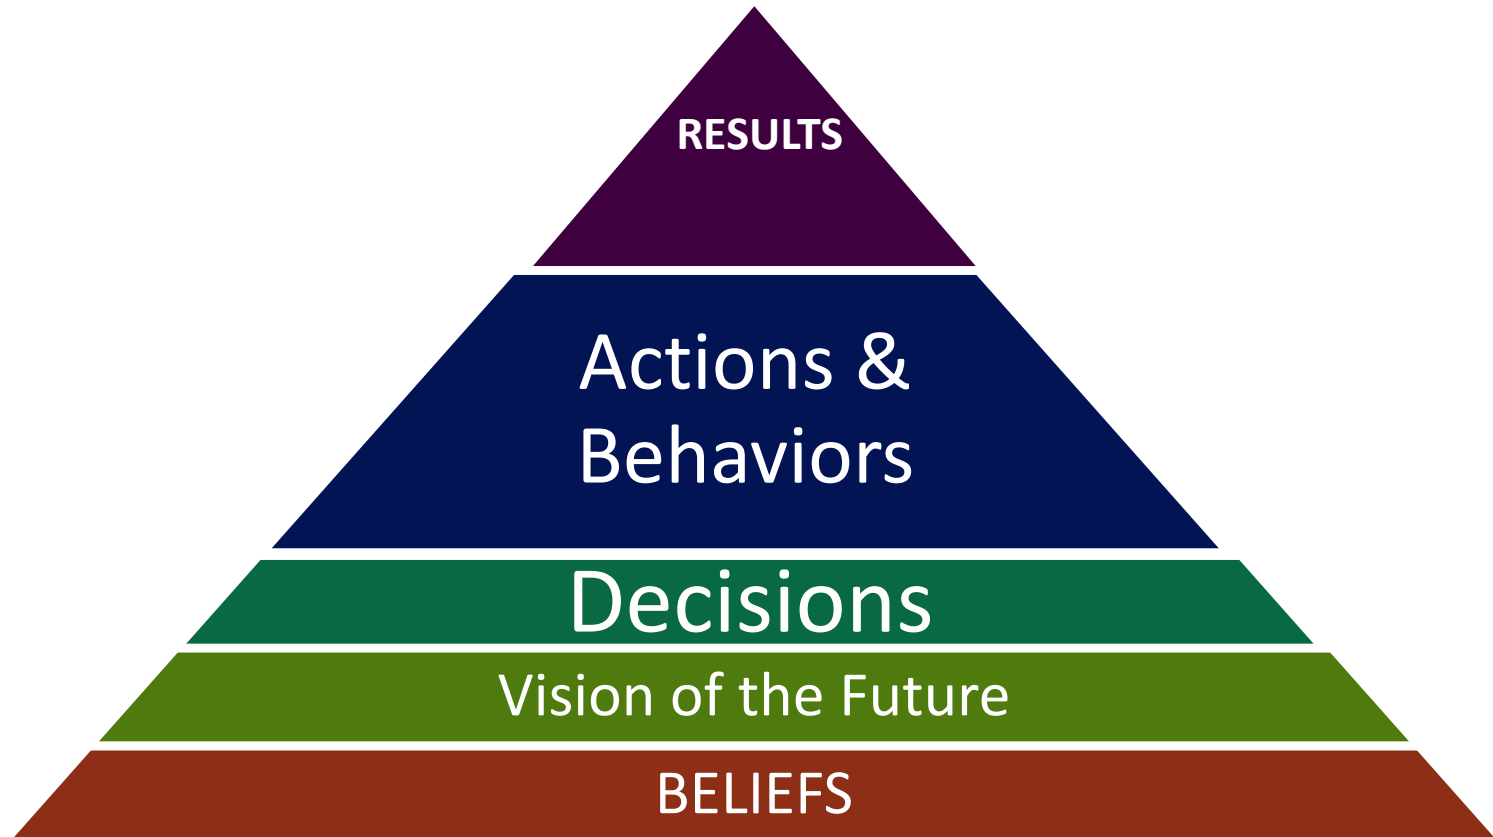 RESULTS
Actions &
Behaviors
Decisions
Vision of the Future
BELIEFS